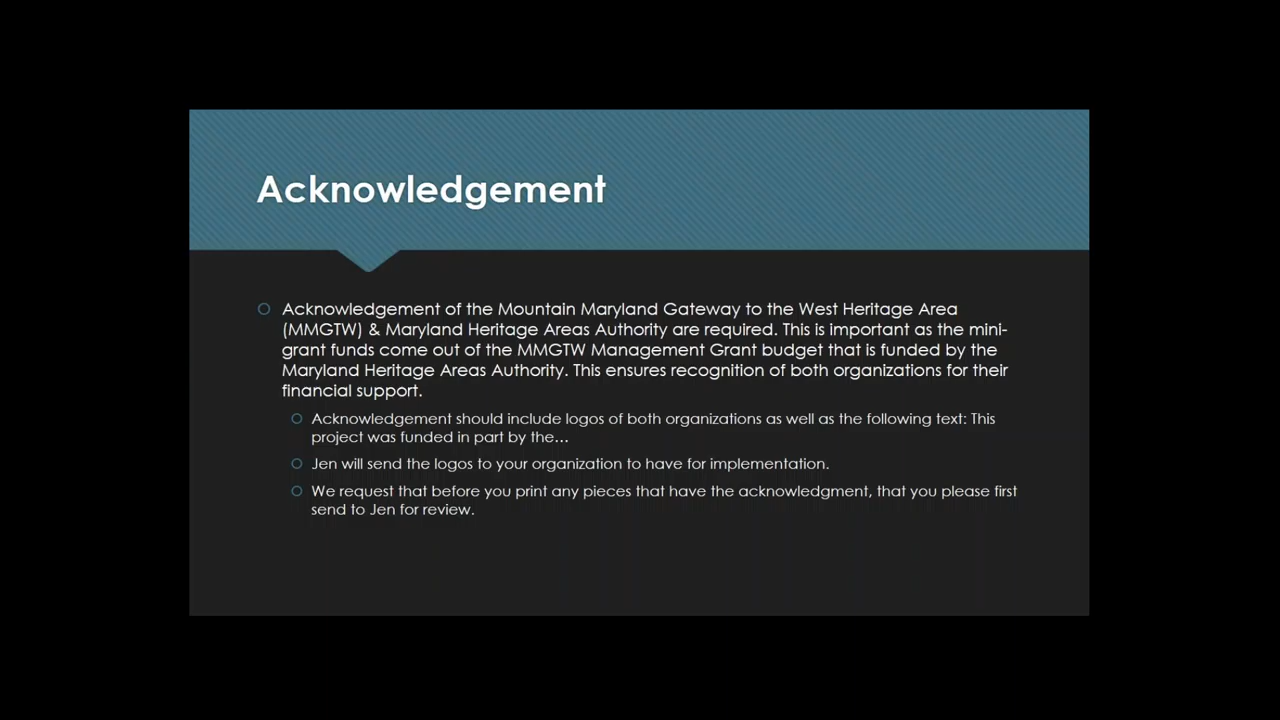 Acknowledgement
Acknowledgement of the Mountain Maryland Gateway to the West Heritage Area
(MMGTW) & Maryland Heritage Areas Authority are required. This is important as the mini-
grant funds come out of the MMGTW Management Grant budget that is funded by the
Maryland Heritage Areas Authority. This ensures recognition of both organizations for their
financial support.
Acknowledgement should include logos of both organizations as well as the following text: This
project was funded in part by the…
Jen will send the logos to your organization to have for implementation.
We request that before you print any pieces that have the acknowledgment, that you please first
send to Jen for review.